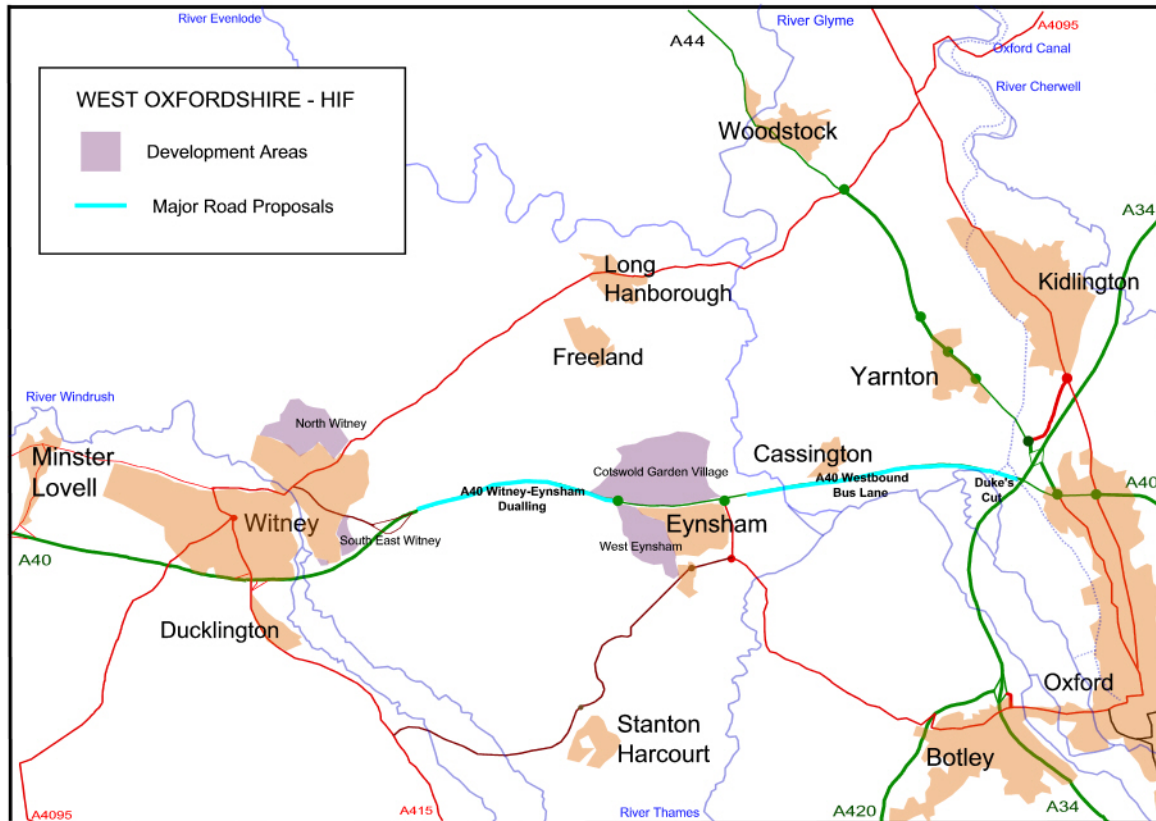 River Evenlode
River Glyme
A4095
A44
Oxford Canal
River Cherwell
WEST OXFORDSHIRE - HIF
Development Areas
Major Road Proposals
Woodstock
A34
Long
Hanborough
Kidlington
Freeland
Yarnton
River Windrush
North Witney
Minster
Lovell
Cotswold Garden Village
Cassington
A40 Witney-Eynsham
Dualling
A40 Westbound
Bus Lane
Duke's
Cut
A40
Witney
South East Witney
Eynsham
West Eynsham
A40
Ducklington
Stanton
Harcourt
Oxford
Botley
A4095
A415
River Thames
A420
A34